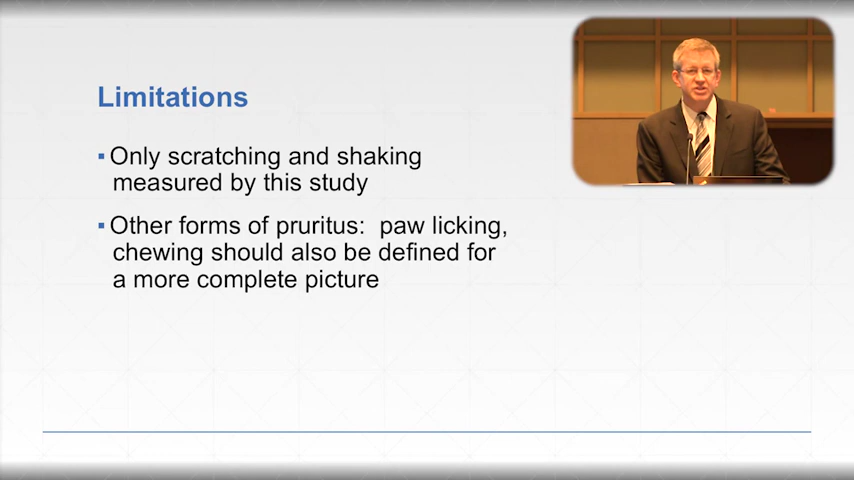 Limitations
▪ Only scratching and shaking
measured by this study
▪ Other forms of pruritus:  paw licking,
chewing should also be defined for
a more complete picture